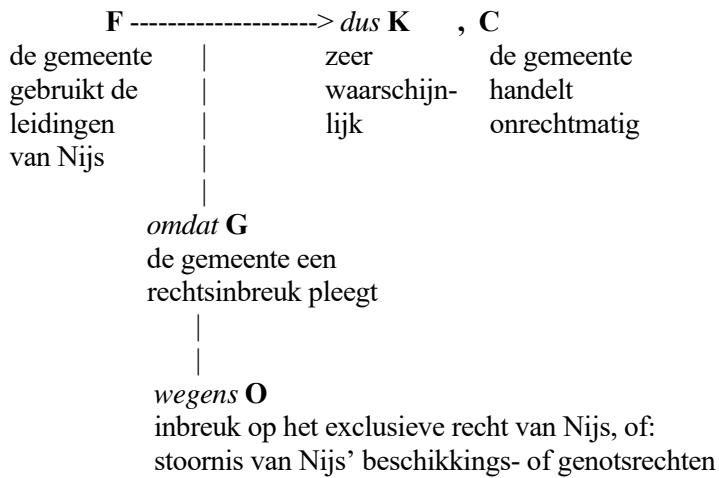 F --------------------> dus K , C
de gemeente | zeer de gemeente
gebruikt de | waarschijn- handelt
leidingen | lijk onrechtmatig
van Nijs |
|
omdat G
de gemeente een
rechtsinbreuk pleegt
|
|
wegens O
inbreuk op het exclusieve recht van Nijs, of:
stoornis van Nijs’ beschikkings- of genotsrechten